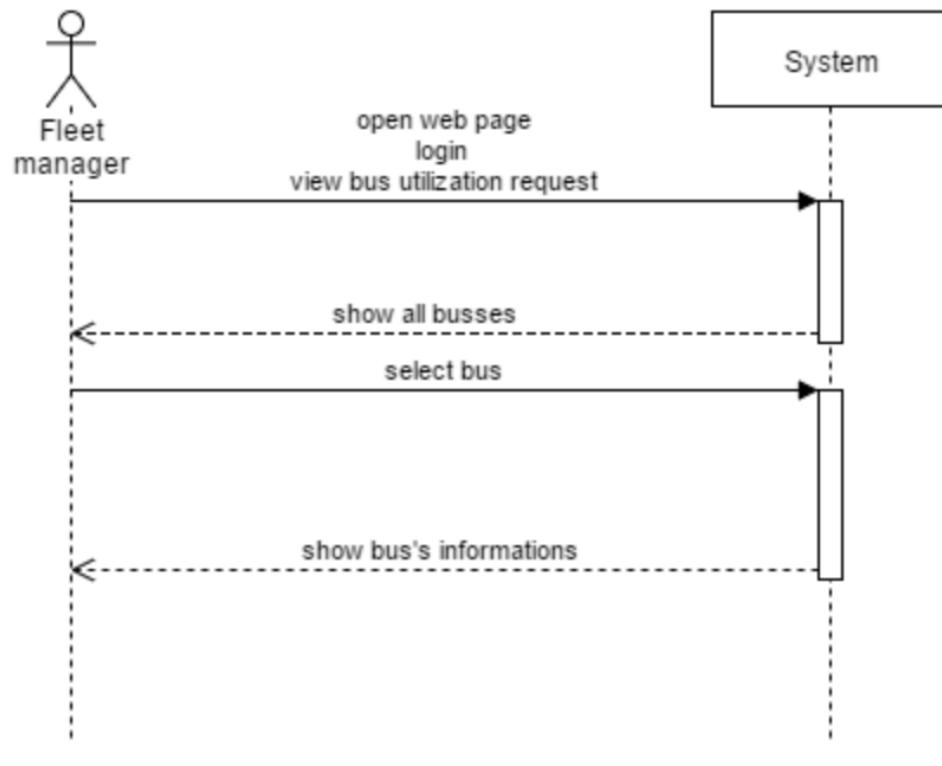 System
Fleet
manager
open web page
login
view bus utilization request
show all busses
select bus
show bus's informations